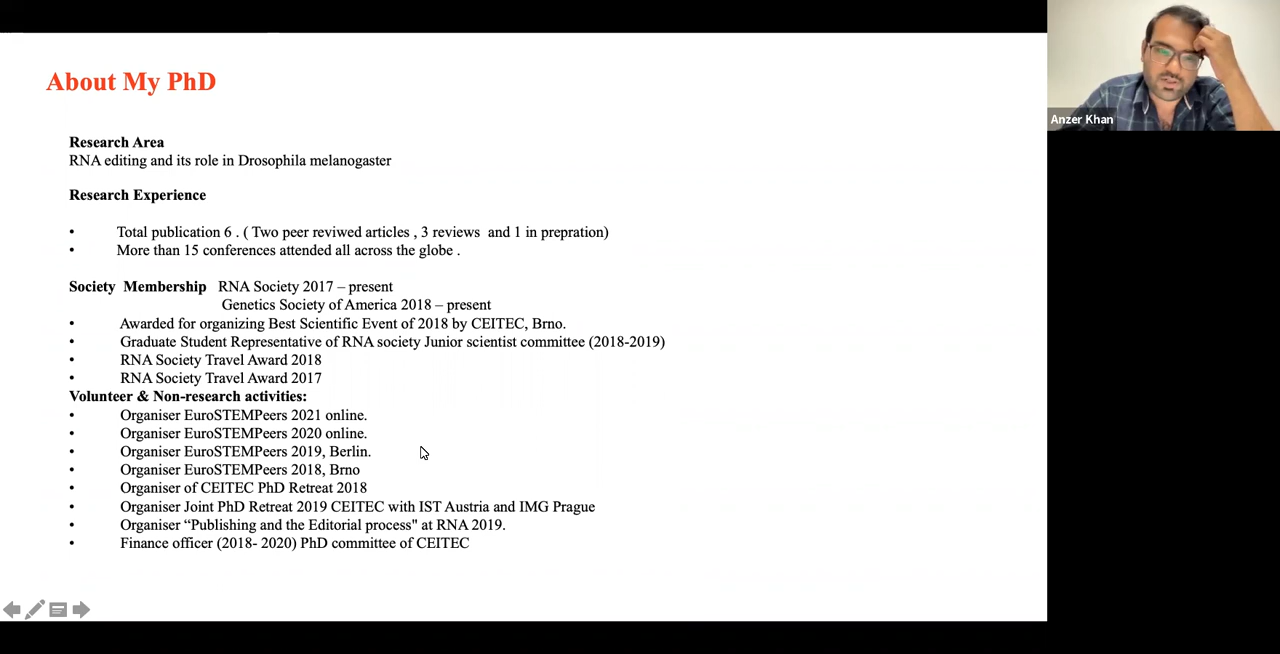 About My PhD
Research Area
RNA editing and its role in Drosophila melanogaster
Research Experience
• Total publication 6 . ( Two peer reviwed articles , 3 reviews and 1 in prepration)
• More than 15 conferences attended all across the globe .
Society Membership RNA Society 2017 – present
Genetics Society of America 2018 – present
• Awarded for organizing Best Scientific Event of 2018 by CEITEC, Brno.
• Graduate Student Representative of RNA society Junior scientist committee (2018-2019)
• RNA Society Travel Award 2018
• RNA Society Travel Award 2017
Volunteer & Non-research activities:
• Organiser EuroSTEMPeers 2021 online.
• Organiser EuroSTEMPeers 2020 online.
• Organiser EuroSTEMPeers 2019, Berlin.
• Organiser EuroSTEMPeers 2018, Brno
• Organiser of CEITEC PhD Retreat 2018
• Organiser Joint PhD Retreat 2019 CEITEC with IST Austria and IMG Prague
• Organiser “Publishing and the Editorial process" at RNA 2019.
• Finance officer (2018- 2020) PhD committee of CEITEC
Anzer Khan